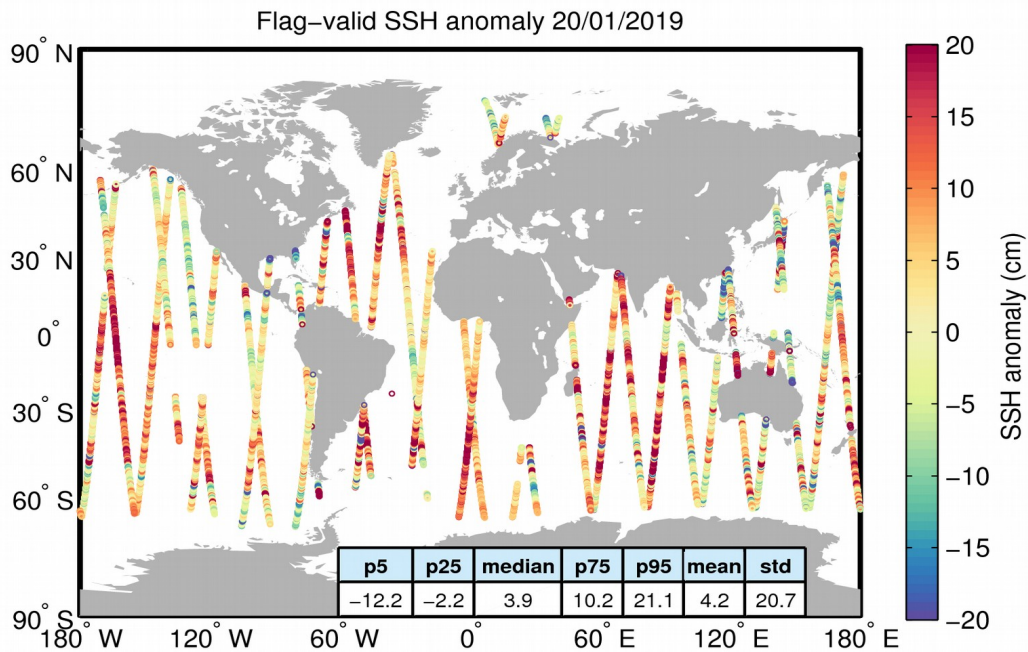 Flag−valid SSH anomaly 20/01/2019
90° N
60° N
30° N
0°
30° S
60° S
90° S
180° W
120° W
60° W
0°
60° E
120° E
180° E
p5 p25 median p75 p95 mean std
−12.2 −2.2 3.9 10.2 21.1 4.2 20.7
20
15
10
5
0
−5
−10
−15
−20
SSH anomaly (cm)